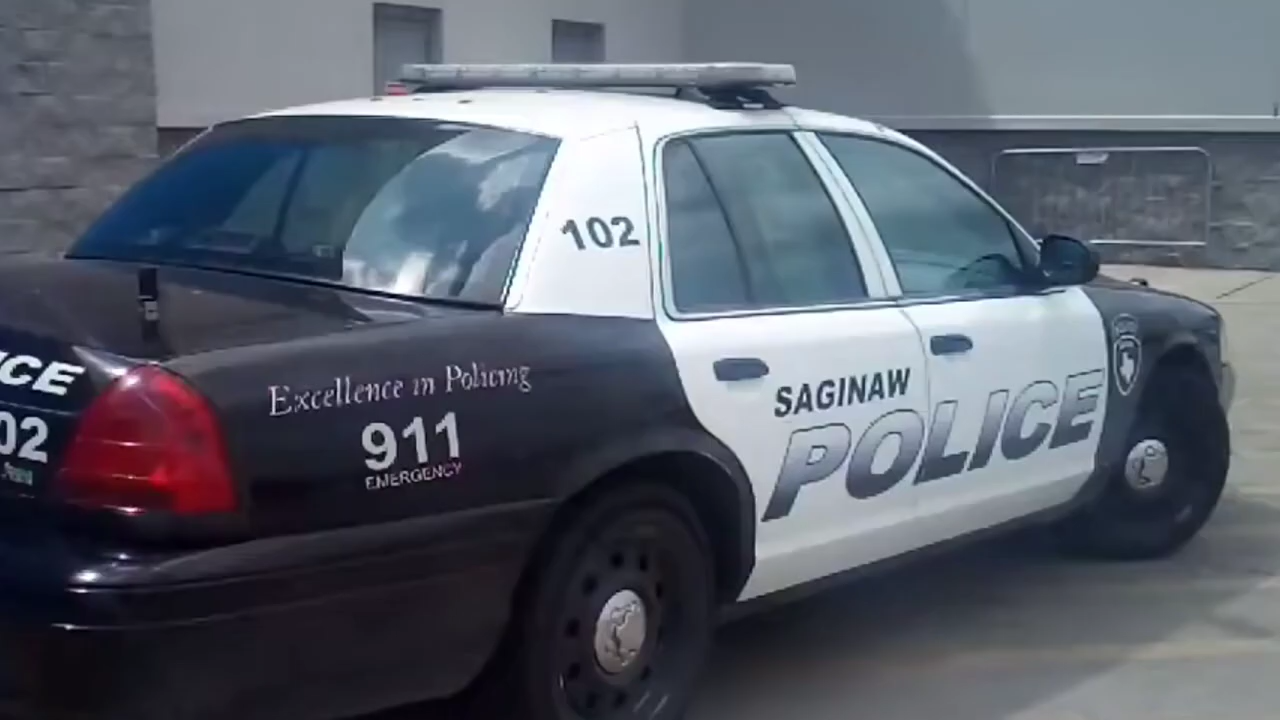 102
ICE
02
Excellence in Policing
911
EMERGENCY
SAGINAW
POLICE